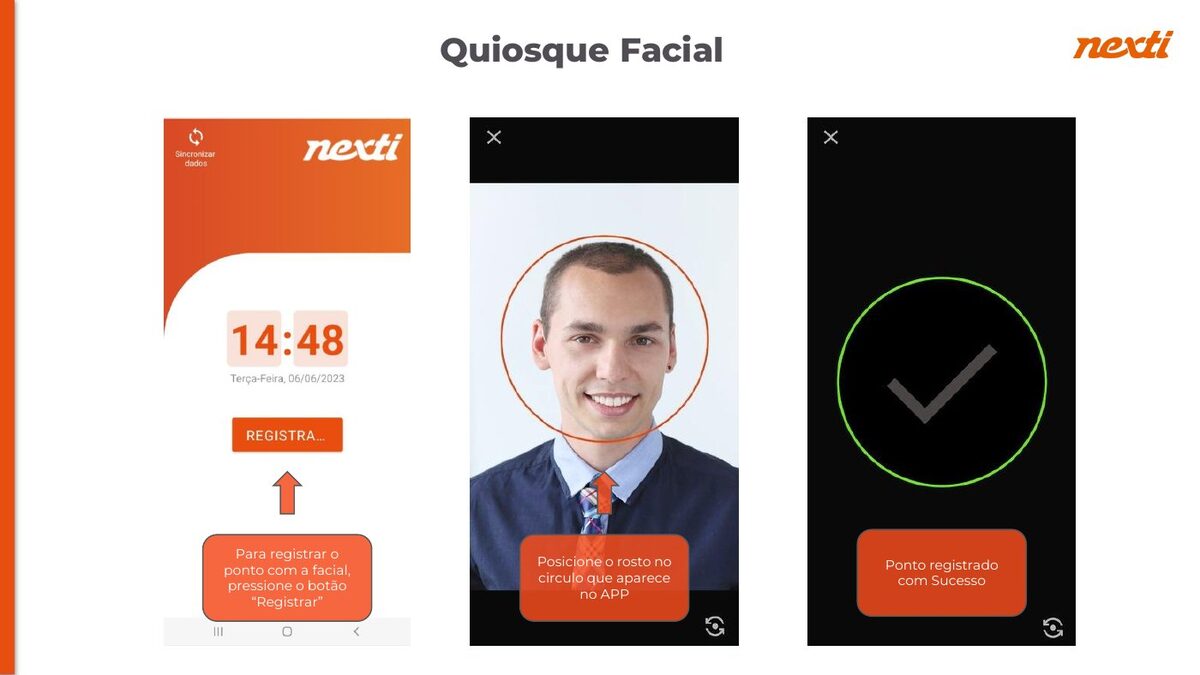 Quiosque Facial
nexti
Sincronizar
dados
nexti
14:48
Terça-Feira, 06/06/2023
REGISTRA...
Para registrar o
ponto com a facial,
pressione o botão
“Registrar”
Posicione o rosto no
circulo que aparece
no APP
Ponto registrado
com Sucesso